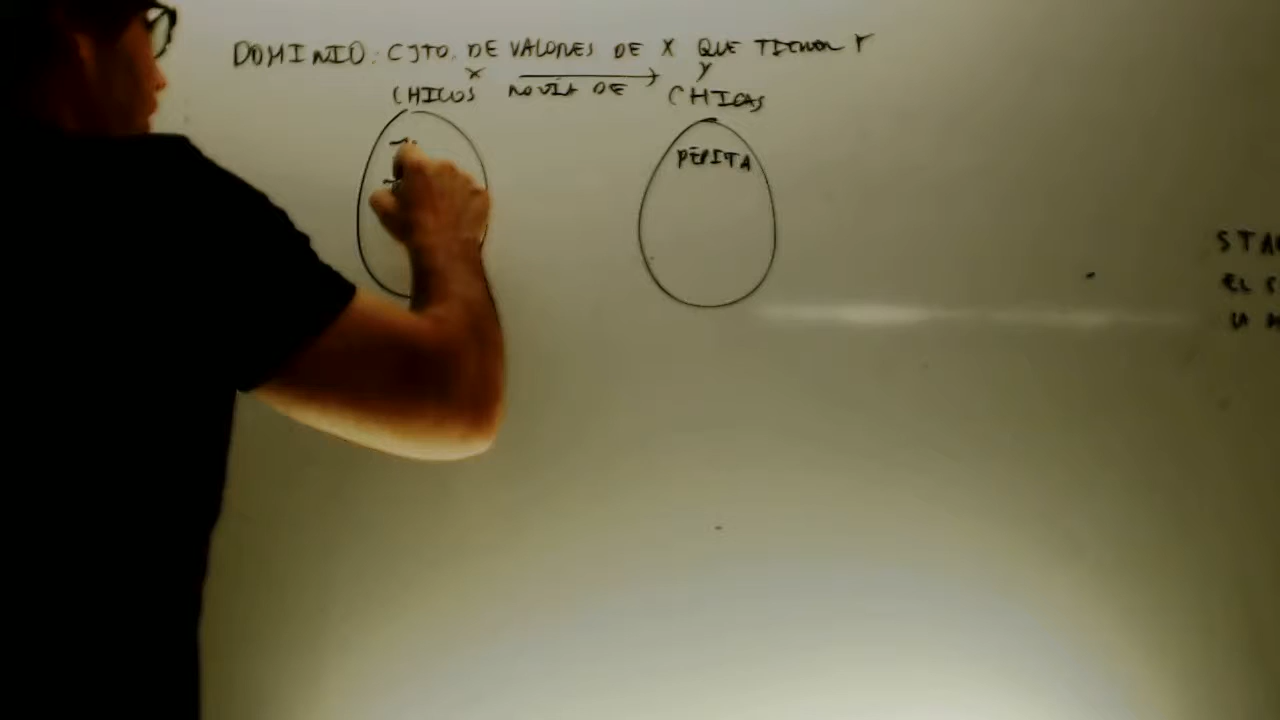 DOMINIO: CJTO. DE VALORES DE X QUE TIENEN Y
X Y
CHICOS NOVIA DE CHICAS
PEPITA
STA
EL
LA